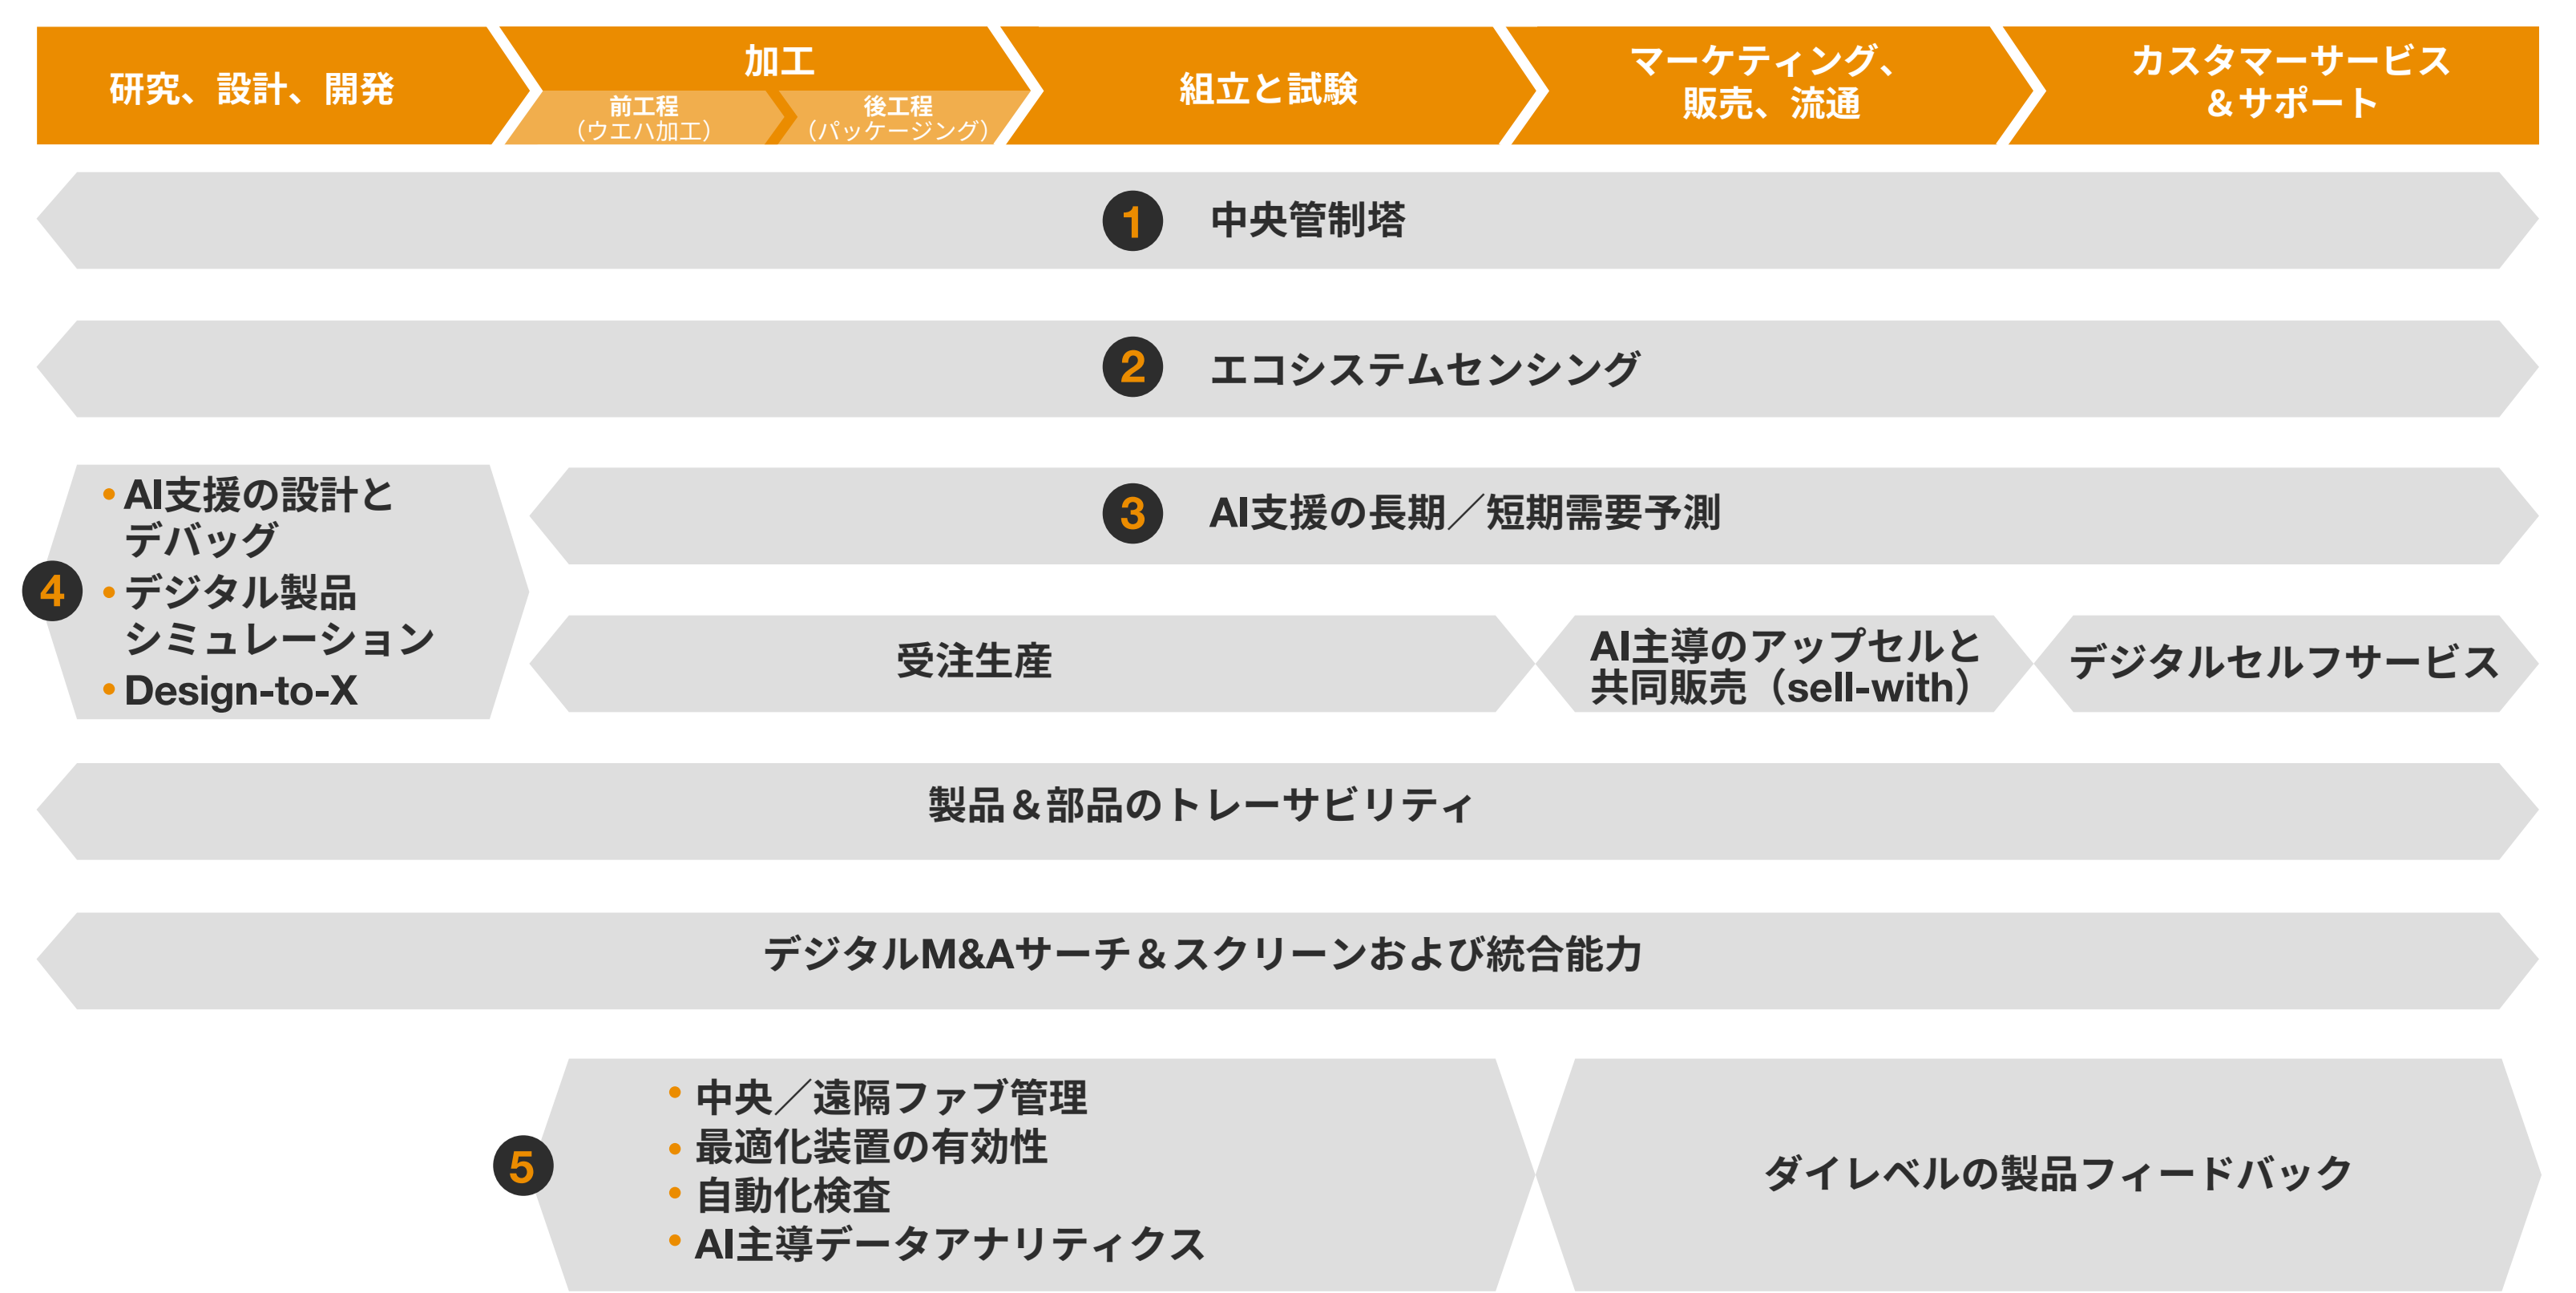 研究、設計、開発
加工
前工程
（ウエハ加工）
後工程
（パッケージング）
組立と試験
マーケティング、
販売、流通
カスタマーサービス
＆サポート
1 中央管制塔
2 エコシステムセンシング
3 AI支援の長期／短期需要予測
4
• AI支援の設計と
デバッグ
• デジタル製品
シミュレーション
• Design-to-X
受注生産
AI主導のアップセルと
共同販売（sell-with）
デジタルセルフサービス
製品＆部品のトレーサビリティ
デジタルM&Aサーチ＆スクリーンおよび統合能力
5
• 中央／遠隔ファブ管理
• 最適化装置の有効性
• 自動化検査
• AI主導データアナリティクス
ダイレベルの製品フィードバック